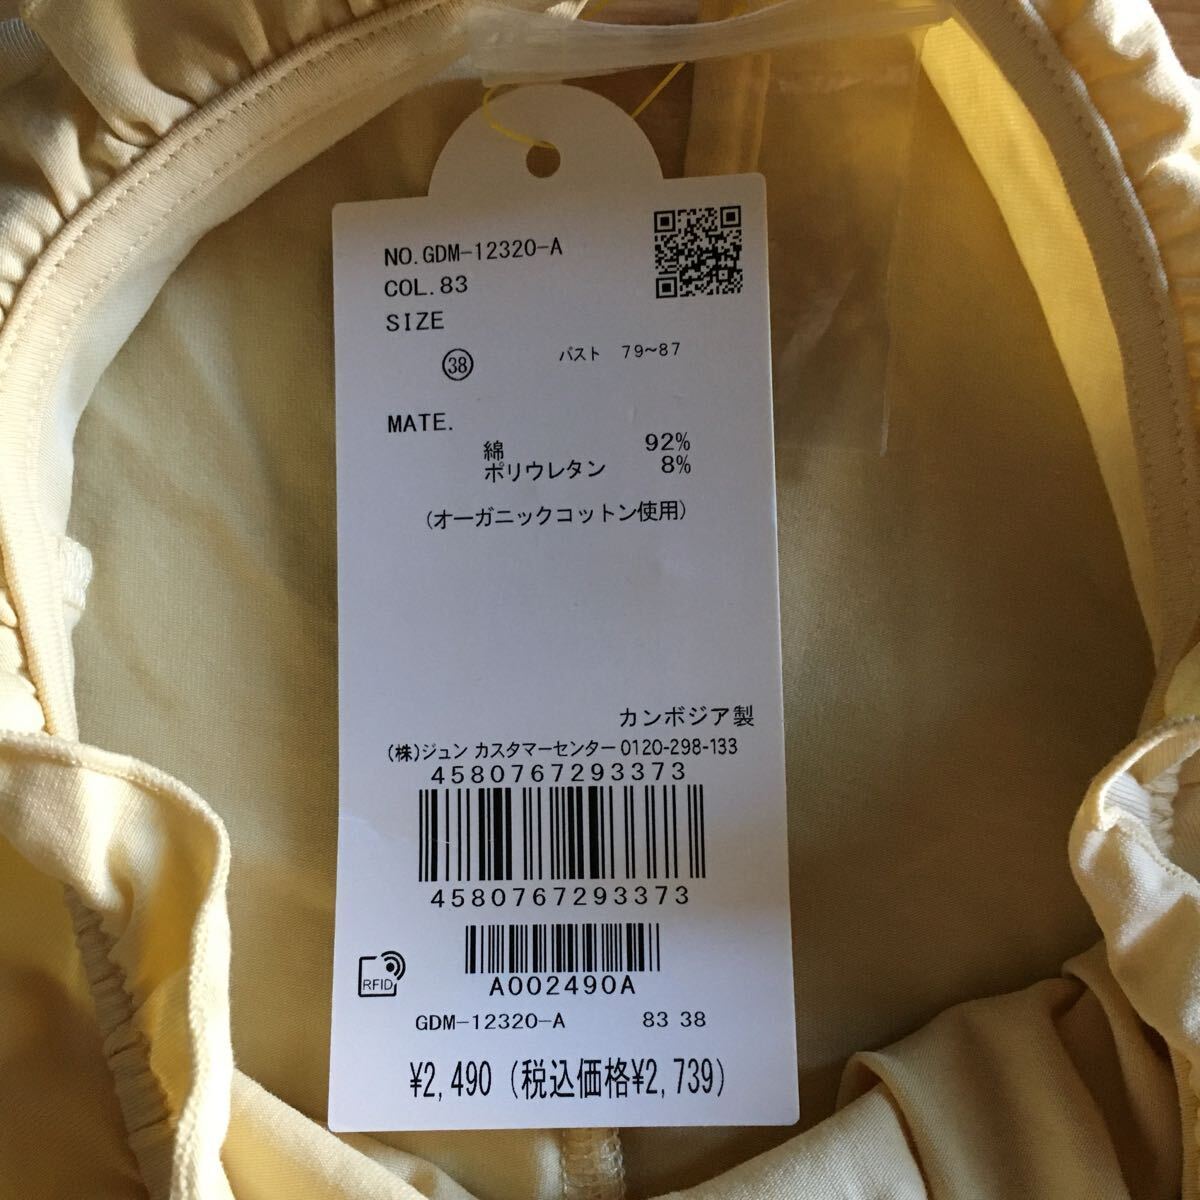 NO.GDM-12320-A
COL.83
SIZE
38 バスト 79~87
MATE.
綿 92%
ポリウレタン 8%
(オーガニックコットン使用)
カンボジア製
(株)ジュン カスタマーセンター 0120-298-133
4580767293373
4580767293373
RFID
A002490A
GDM-12320-A 83 38
¥2,490 (税込価格¥2,739)